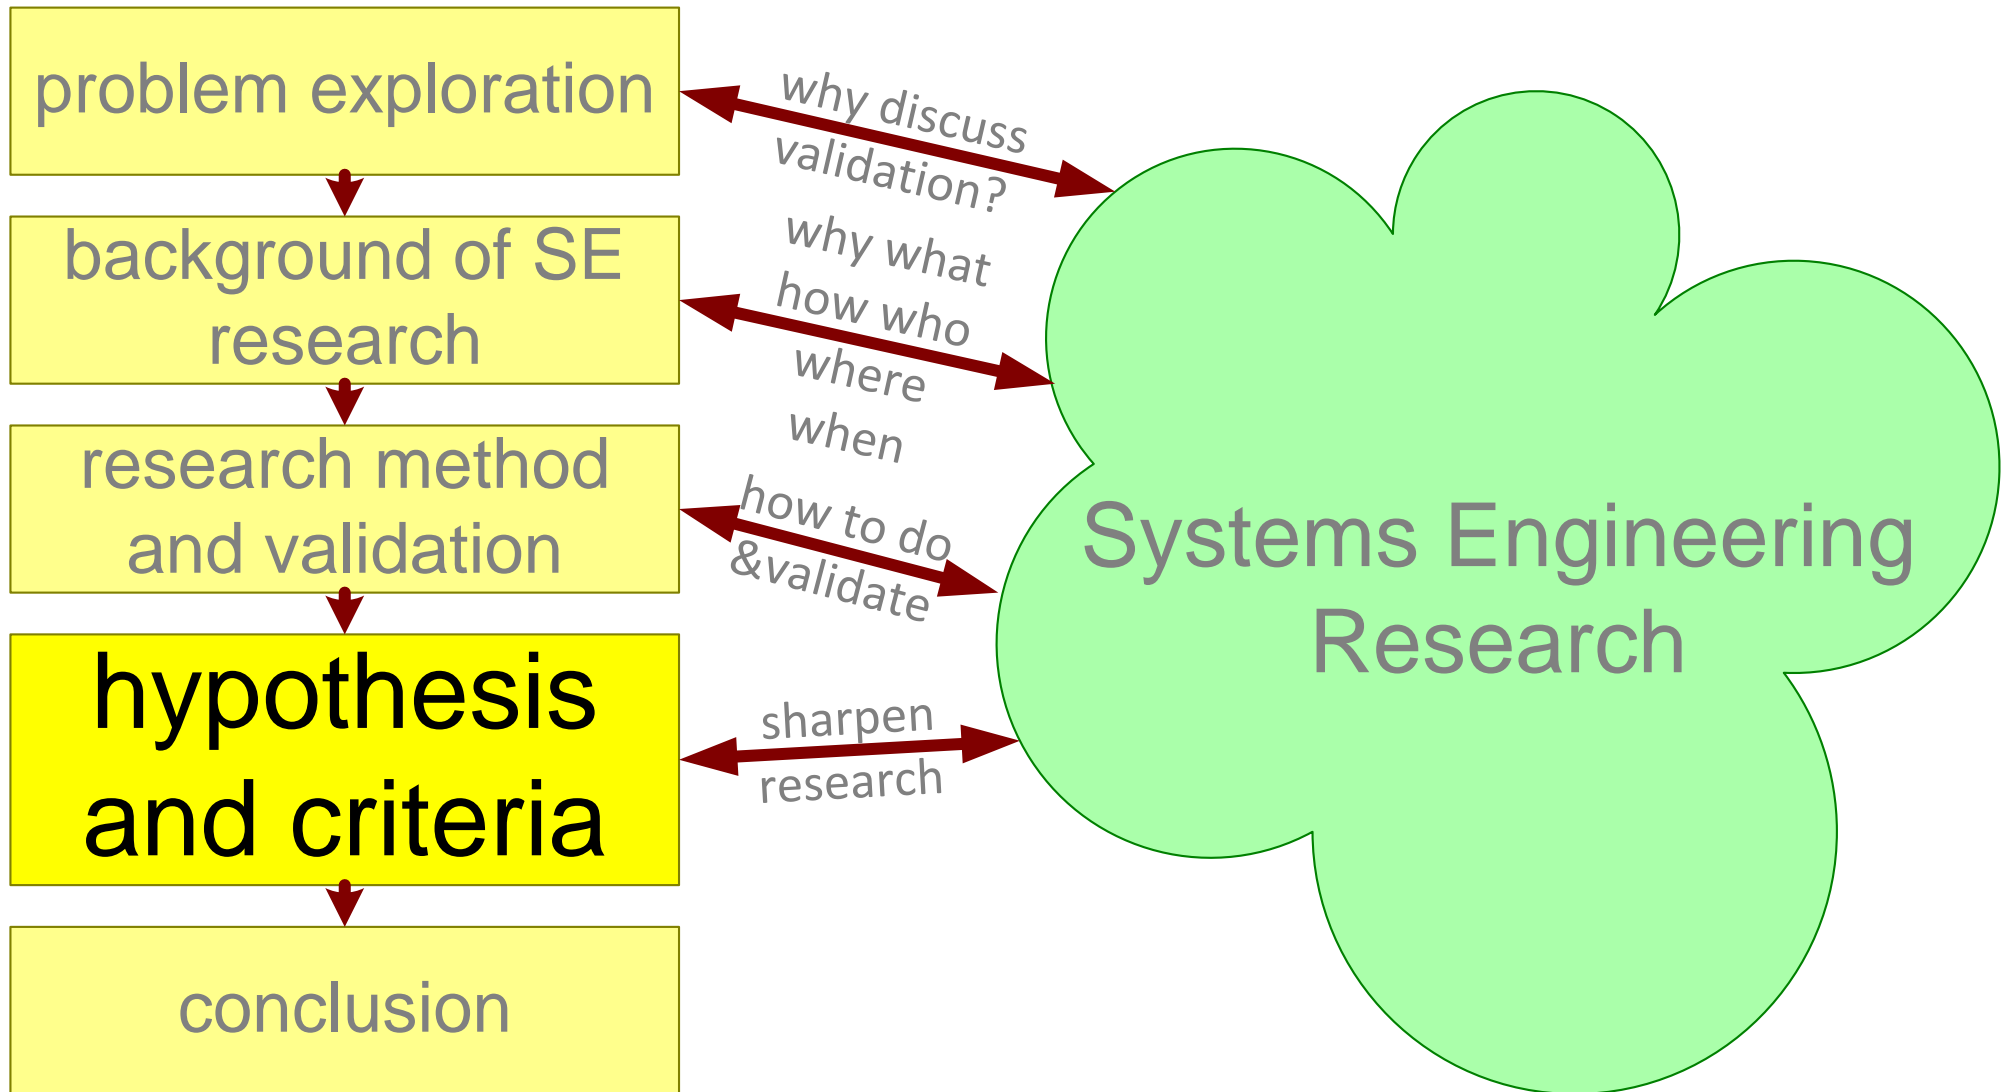 problem exploration
background of SE
research
research method
and validation
hypothesis
and criteria
conclusion
why discuss
validation?
why what
how who
where
when
how to do
&validate
sharpen
research
Systems Engineering
Research